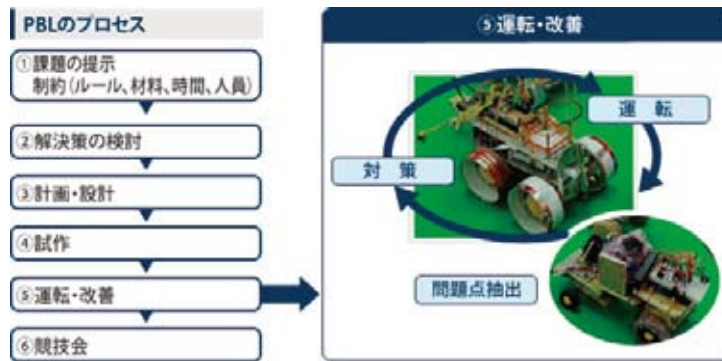 PBLのプロセス
①課題の提示
制約(ルール、材料、時間、人員)
②解決策の検討
③計画・設計
④試作
⑤運転・改善
⑥競技会
⑤運転・改善
運 転
対 策
問題点抽出